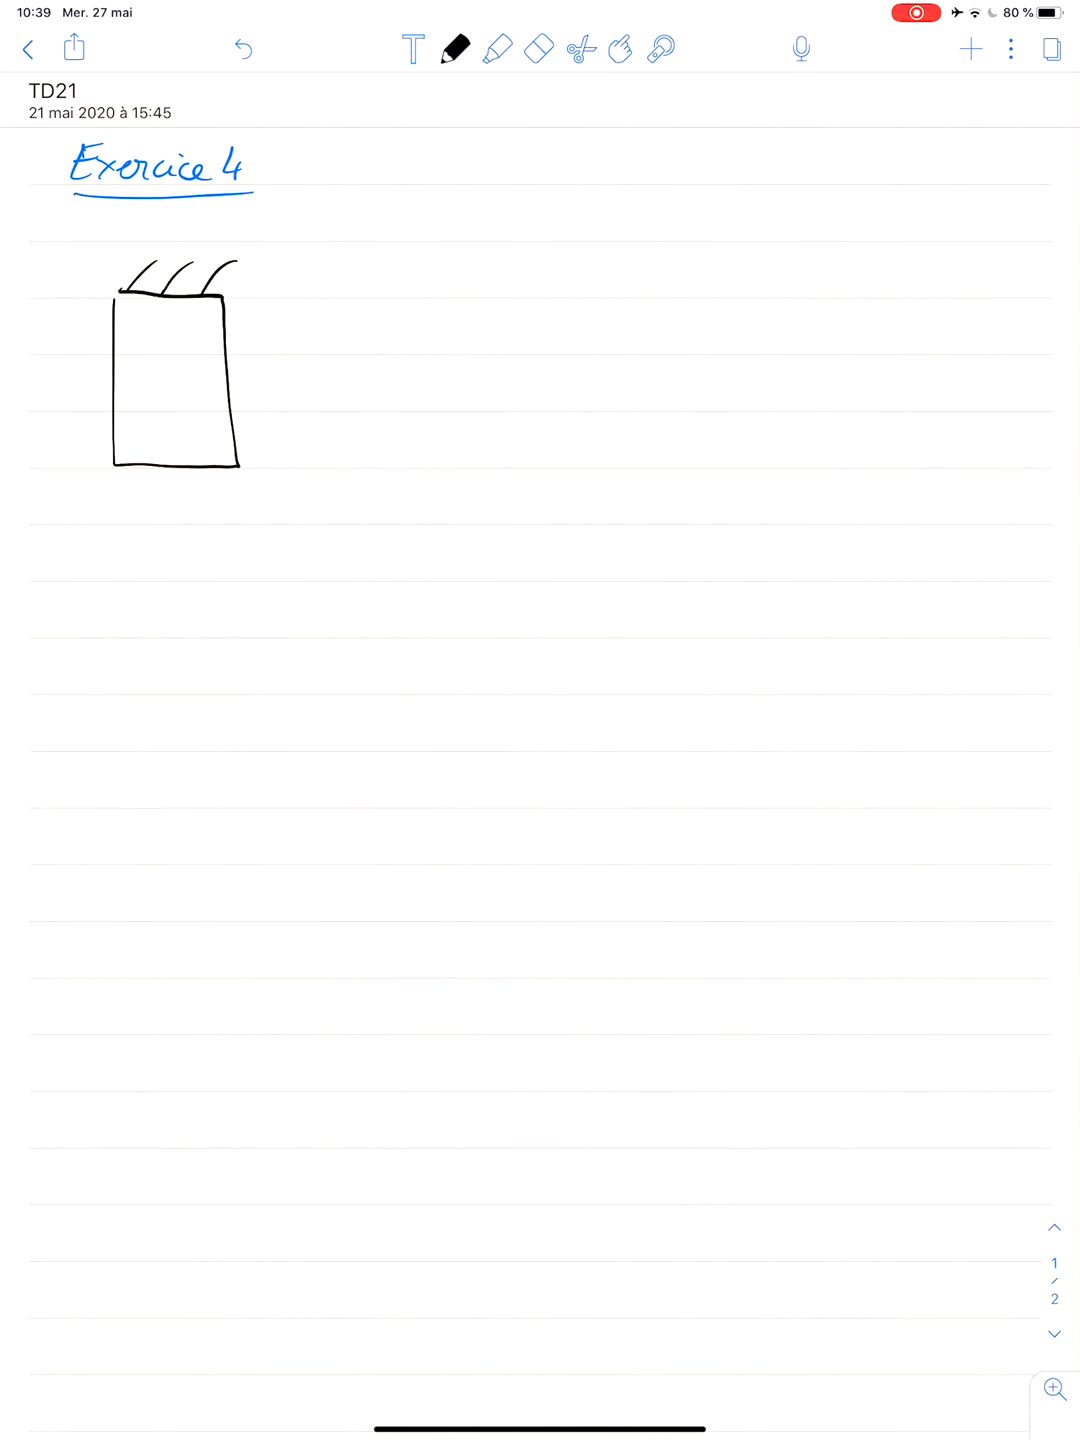 10:39 Mer. 27 mai 80 %
T
TD21
21 mai 2020 à 15:45
Exercice 4
1
/
2